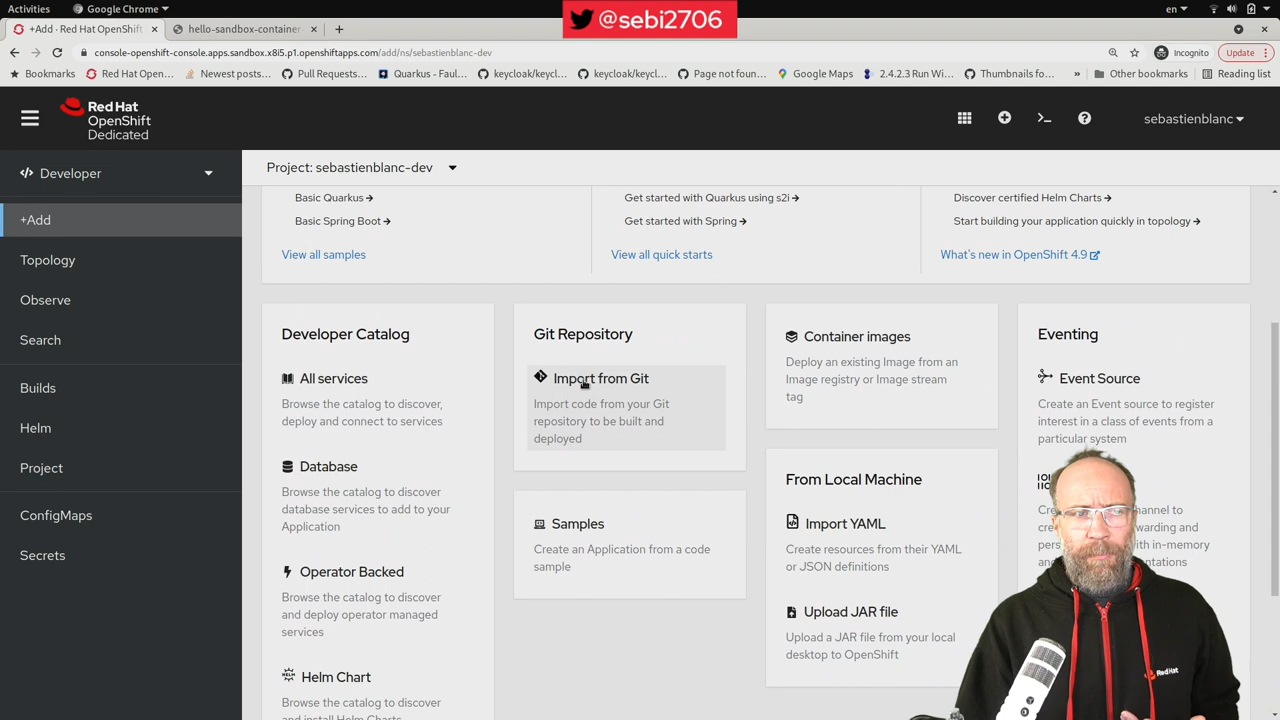 Activities
Google Chrome
en
@sebi2706
+Add · Red Hat OpenShift
hello-sandbox-container
console-openshift-console.apps.sandbox.x8i5.p1.openshiftapps.com/add/ns/sebastienblanc-dev
Incognito
Update
Bookmarks
Red Hat Open…
Newest posts…
Pull Requests…
Quarkus - Faul…
keycloak/keycl…
keycloak/keycl…
Page not foun…
Google Maps
2.4.2.3 Run Wi…
Thumbnails fo…
»
Other bookmarks
Reading list
Red Hat
OpenShift
Dedicated
sebastienblanc
Developer
+Add
Topology
Observe
Search
Builds
Helm
Project
ConfigMaps
Secrets
Project: sebastienblanc-dev
Basic Quarkus
Basic Spring Boot
View all samples
Get started with Quarkus using s2i
Get started with Spring
View all quick starts
Discover certified Helm Charts
Start building your application quickly in topology
What's new in OpenShift 4.9
Developer Catalog
All services
Browse the catalog to discover,
deploy and connect to services
Database
Browse the catalog to discover
database services to add to your
Application
Operator Backed
Browse the catalog to discover
and deploy operator managed
services
Helm Chart
Browse the catalog to discover
and install Helm Charts
Git Repository
Import from Git
Import code from your Git
repository to be built and
deployed
Samples
Create an Application from a code
sample
Container images
Deploy an existing Image from an
Image registry or Image stream
tag
From Local Machine
Import YAML
Create resources from their YAML
or JSON definitions
Upload JAR file
Upload a JAR file from your local
desktop to OpenShift
Eventing
Event Source
Create an Event source to register
interest in a class of events from a
particular system
Red Hat